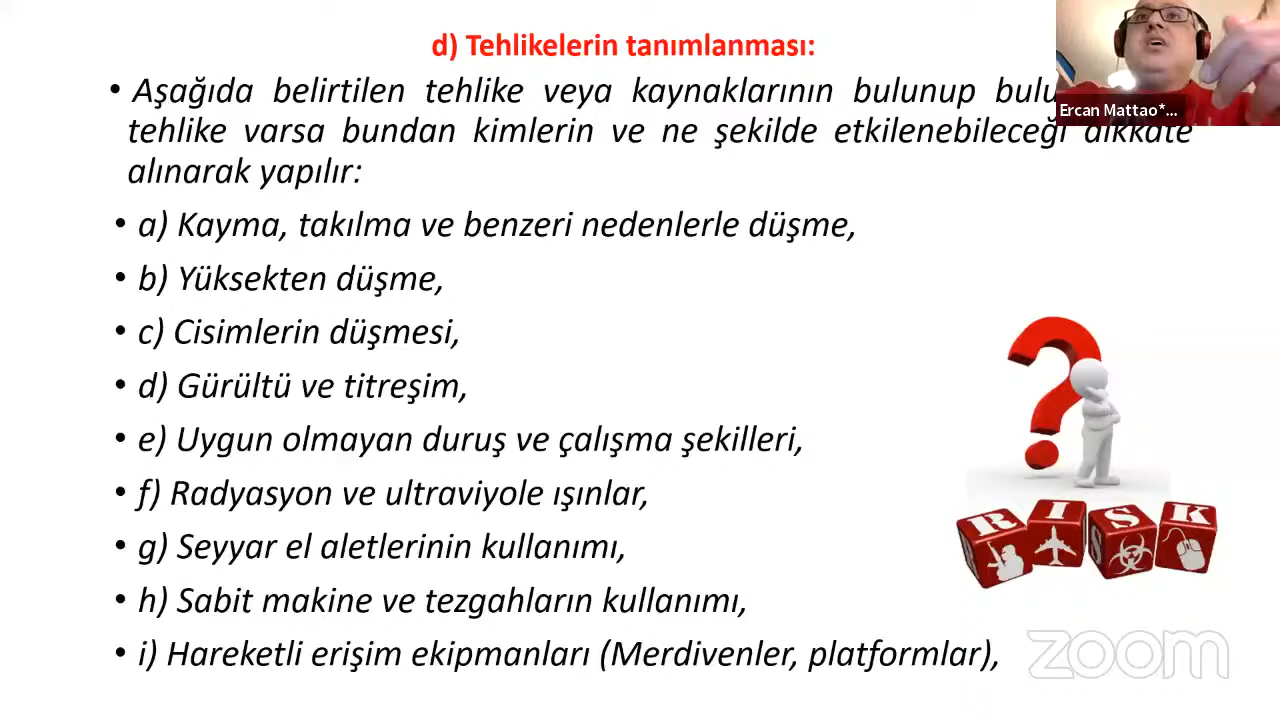 d) Tehlikelerin tanımlanması:
• Aşağıda belirtilen tehlike veya kaynaklarının bulunup
tehlike varsa bundan kimlerin ve ne şekilde etkilenebileceği dikkate
alınarak yapılır:
• a) Kayma, takılma ve benzeri nedenlerle düşme,
• b) Yüksekten düşme,
• c) Cisimlerin düşmesi,
• d) Gürültü ve titreşim,
• e) Uygun olmayan duruş ve çalışma şekilleri,
• f) Radyasyon ve ultraviyole ışınlar,
• g) Seyyar el aletlerinin kullanımı,
• h) Sabit makine ve tezgahların kullanımı,
• i) Hareketli erişim ekipmanları (Merdivenler, platformlar),
Ercan Mattao*...
RISK
zoom